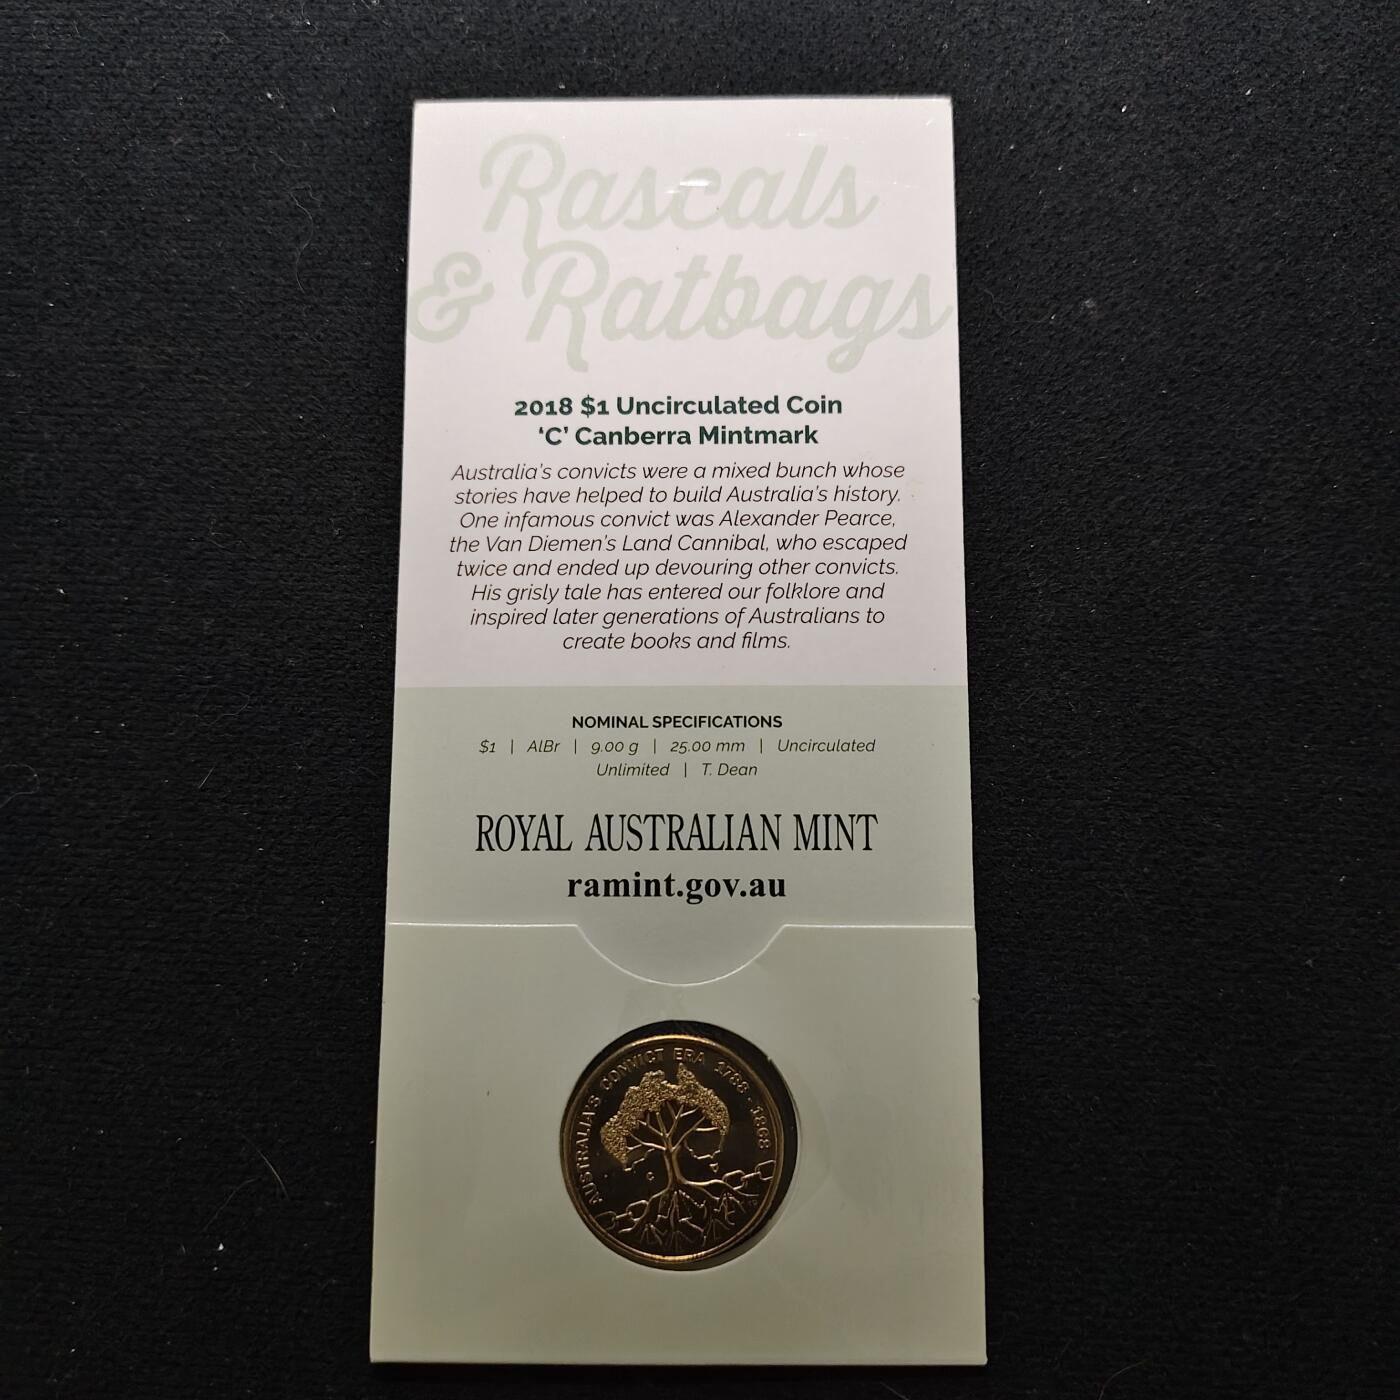 Rascals
& Ratbags
2018 $1 Uncirculated Coin
‘C’ Canberra Mintmark
Australia’s convicts were a mixed bunch whose
stories have helped to build Australia’s history.
One infamous convict was Alexander Pearce,
the Van Diemen’s Land Cannibal, who escaped
twice and ended up devouring other convicts.
His grisly tale has entered our folklore and
inspired later generations of Australians to
create books and films.
NOMINAL SPECIFICATIONS
$1 | AlBr | 9.00 g | 25.00 mm | Uncirculated
Unlimited | T. Dean
ROYAL AUSTRALIAN MINT
ramint.gov.au
AUSTRALIA'S CONVICT ERA 1788 - 1868
C